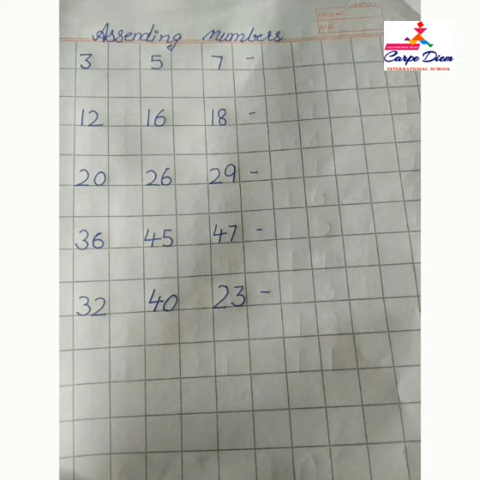 Assending numbers
3 5 7 -
12 16 18 -
20 26 29 -
36 45 47 -
32 40 23 -
Carpe Diem
INTERNATIONAL SCHOOL